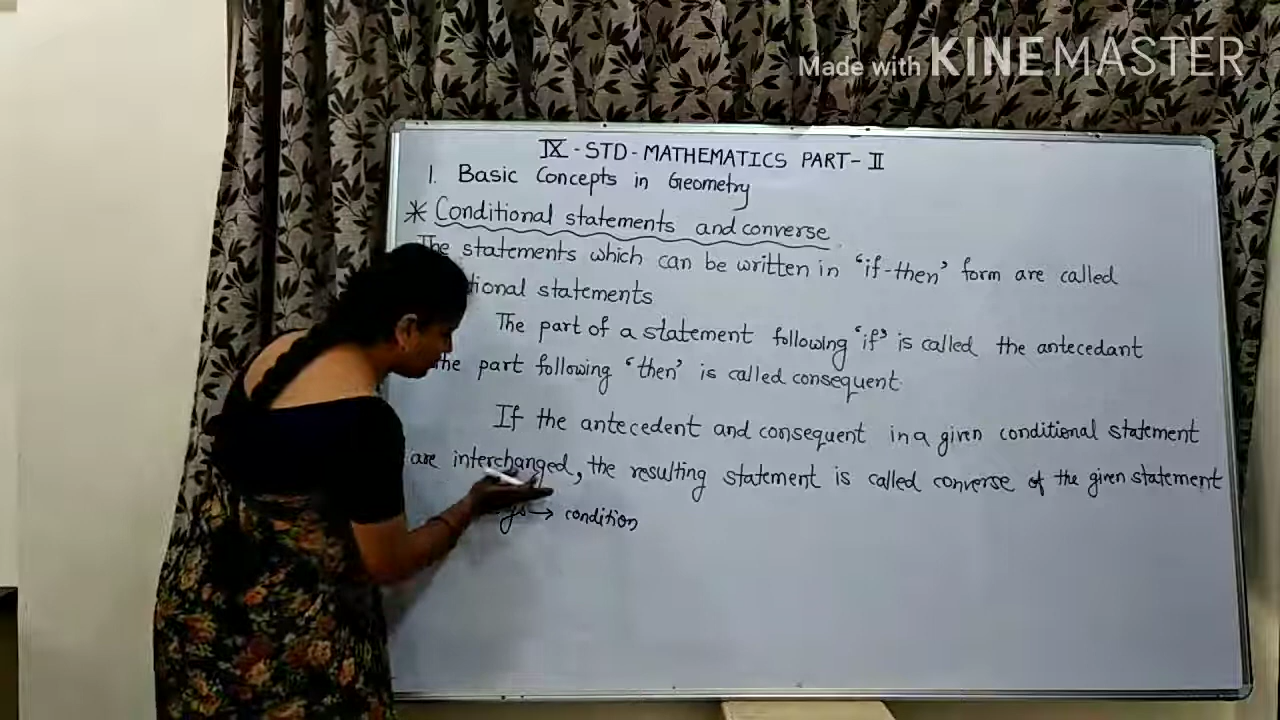 Made with KINEMASTER
IX - STD - MATHEMATICS PART - II
1. Basic Concepts in Geometry
* Conditional statements and converse
The statements which can be written in 'if-then' form are called
tional statements
The part of a statement following 'if' is called the antecedant
the part following 'then' is called consequent.
If the antecedent and consequent in a given conditional statement
are interchanged, the resulting statement is called converse of the given statement
→ condition